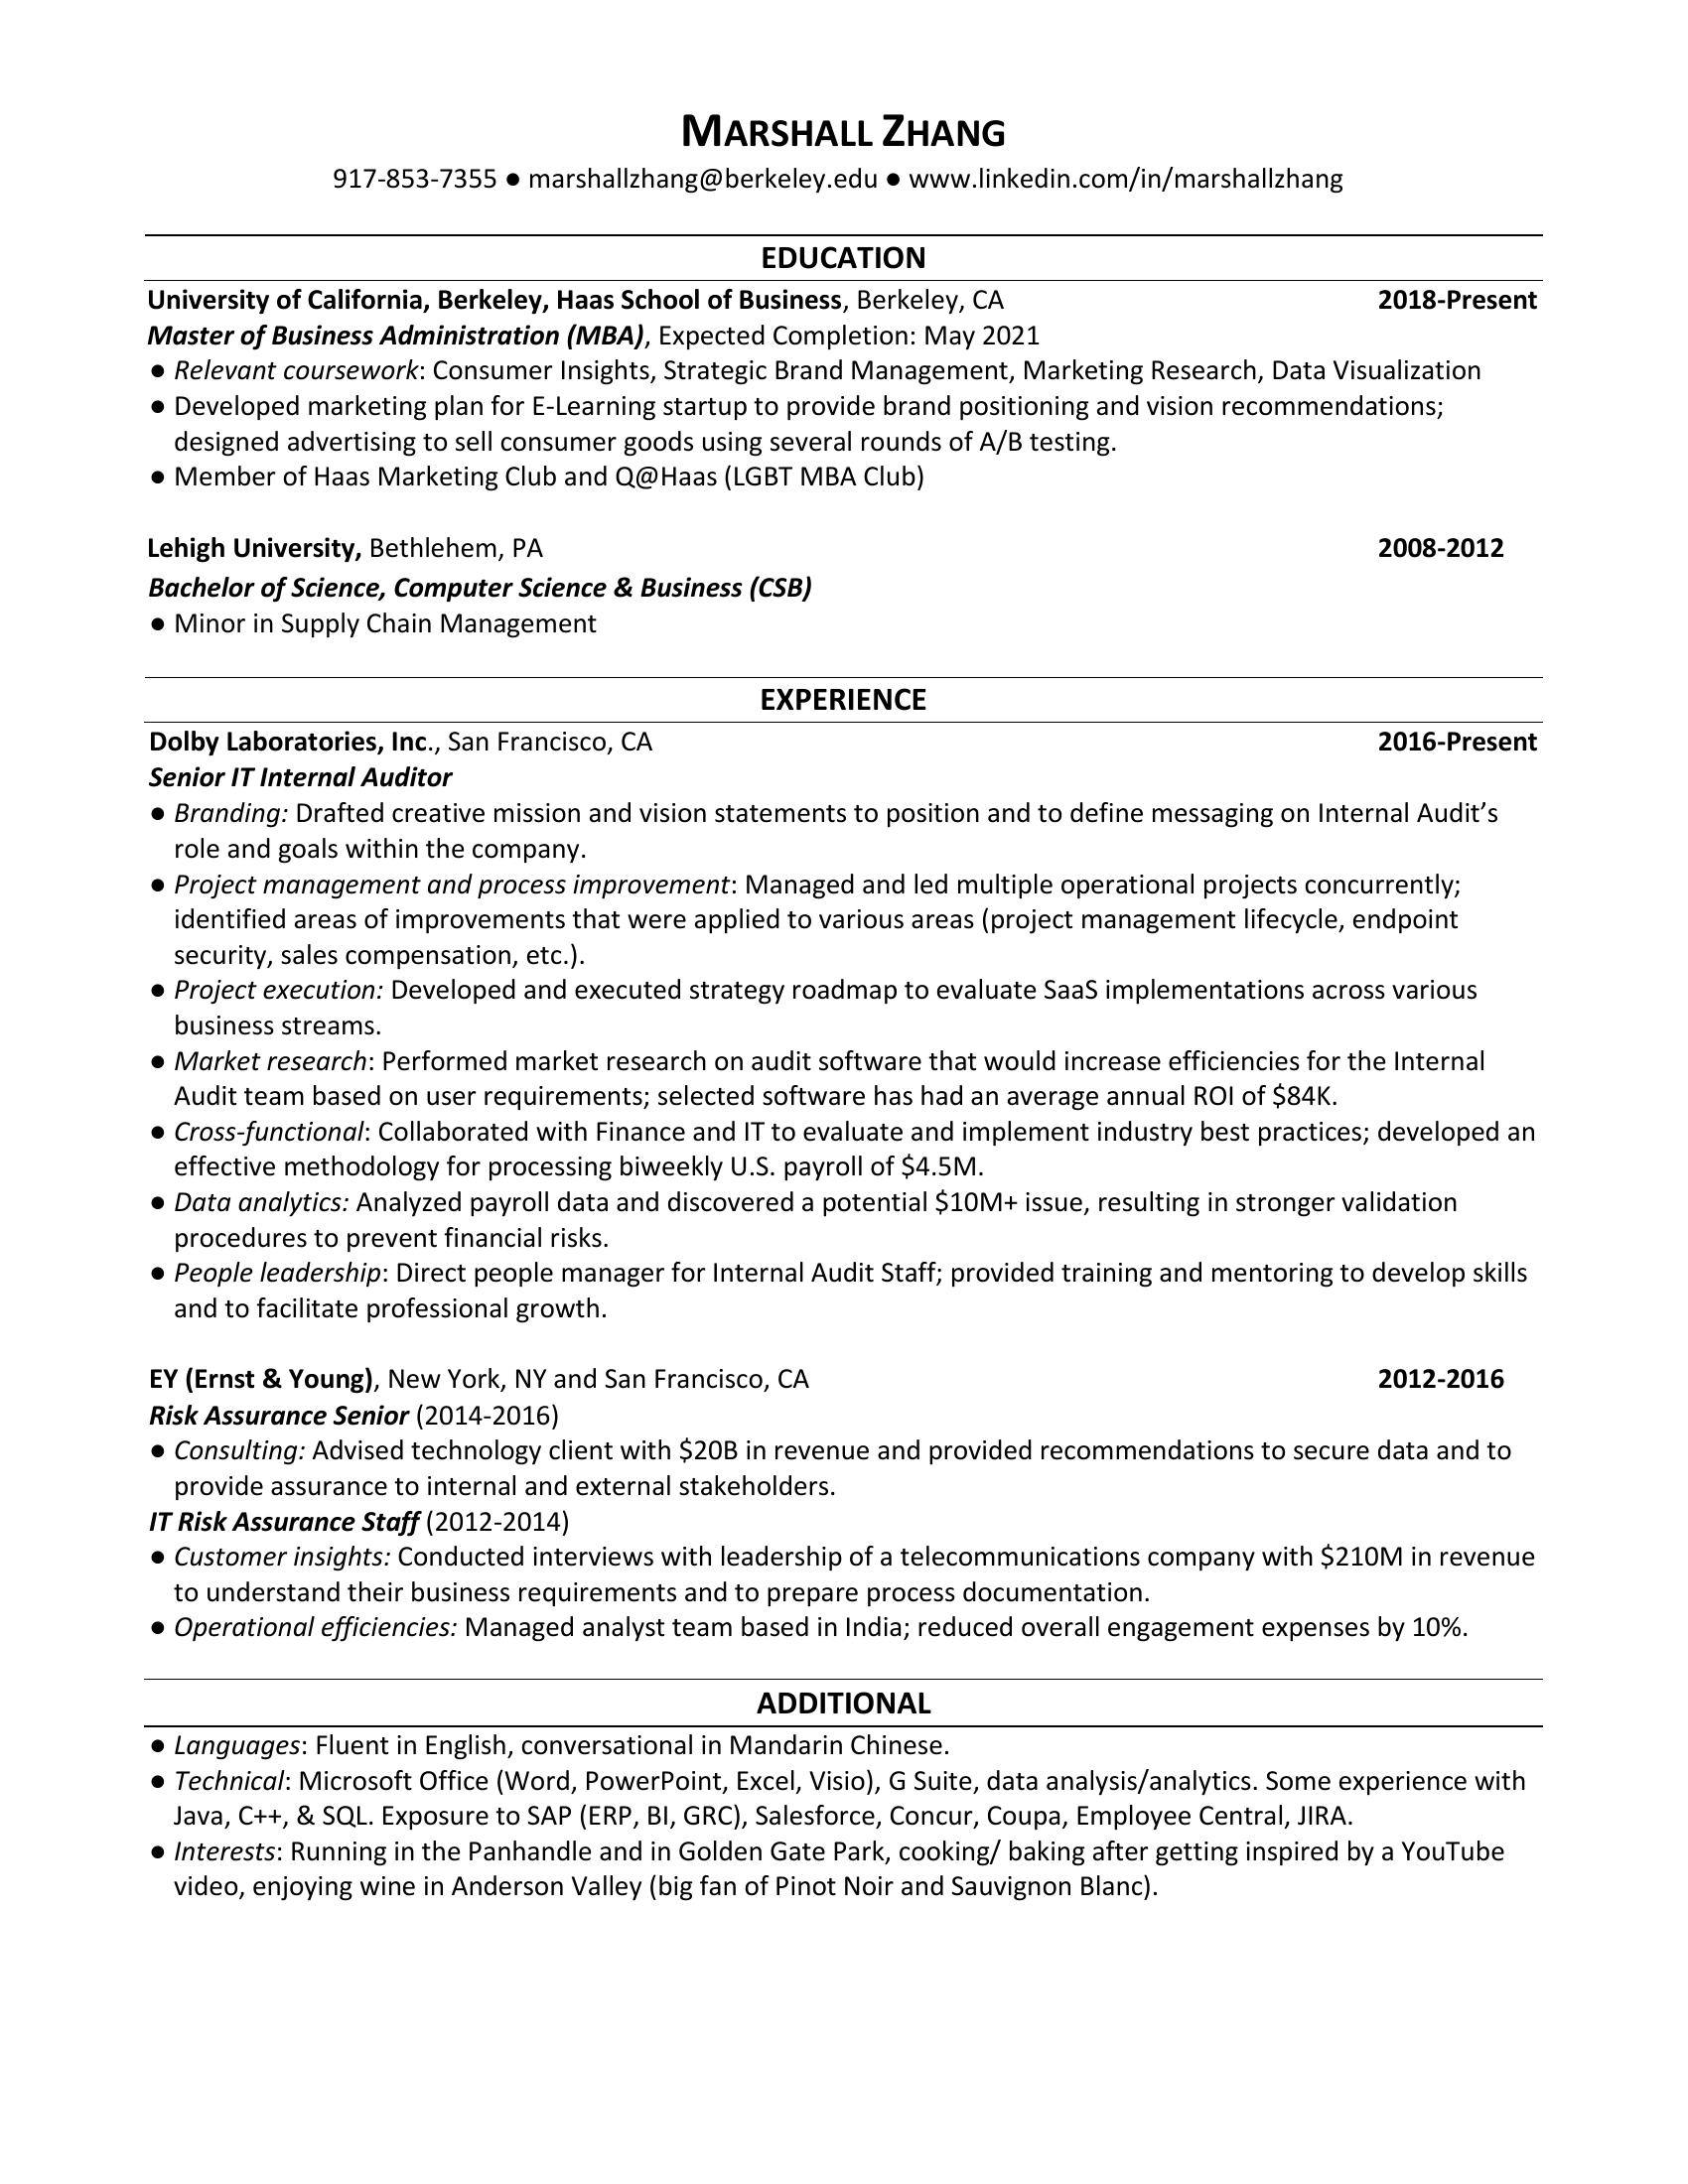 MARSHALL ZHANG
917-853-7355 ● marshallzhang@berkeley.edu ● www.linkedin.com/in/marshallzhang
EDUCATION
University of California, Berkeley, Haas School of Business, Berkeley, CA 2018-Present
Master of Business Administration (MBA), Expected Completion: May 2021
● Relevant coursework: Consumer Insights, Strategic Brand Management, Marketing Research, Data Visualization
● Developed marketing plan for E-Learning startup to provide brand positioning and vision recommendations;
designed advertising to sell consumer goods using several rounds of A/B testing.
● Member of Haas Marketing Club and Q@Haas (LGBT MBA Club)
Lehigh University, Bethlehem, PA 2008-2012
Bachelor of Science, Computer Science & Business (CSB)
● Minor in Supply Chain Management
EXPERIENCE
Dolby Laboratories, Inc., San Francisco, CA 2016-Present
Senior IT Internal Auditor
● Branding: Drafted creative mission and vision statements to position and to define messaging on Internal Audit’s
role and goals within the company.
● Project management and process improvement: Managed and led multiple operational projects concurrently;
identified areas of improvements that were applied to various areas (project management lifecycle, endpoint
security, sales compensation, etc.).
● Project execution: Developed and executed strategy roadmap to evaluate SaaS implementations across various
business streams.
● Market research: Performed market research on audit software that would increase efficiencies for the Internal
Audit team based on user requirements; selected software has had an average annual ROI of $84K.
● Cross-functional: Collaborated with Finance and IT to evaluate and implement industry best practices; developed an
effective methodology for processing biweekly U.S. payroll of $4.5M.
● Data analytics: Analyzed payroll data and discovered a potential $10M+ issue, resulting in stronger validation
procedures to prevent financial risks.
● People leadership: Direct people manager for Internal Audit Staff; provided training and mentoring to develop skills
and to facilitate professional growth.
EY (Ernst & Young), New York, NY and San Francisco, CA 2012-2016
Risk Assurance Senior (2014-2016)
● Consulting: Advised technology client with $20B in revenue and provided recommendations to secure data and to
provide assurance to internal and external stakeholders.
IT Risk Assurance Staff (2012-2014)
● Customer insights: Conducted interviews with leadership of a telecommunications company with $210M in revenue
to understand their business requirements and to prepare process documentation.
● Operational efficiencies: Managed analyst team based in India; reduced overall engagement expenses by 10%.
ADDITIONAL
● Languages: Fluent in English, conversational in Mandarin Chinese.
● Technical: Microsoft Office (Word, PowerPoint, Excel, Visio), G Suite, data analysis/analytics. Some experience with
Java, C++, & SQL. Exposure to SAP (ERP, BI, GRC), Salesforce, Concur, Coupa, Employee Central, JIRA.
● Interests: Running in the Panhandle and in Golden Gate Park, cooking/ baking after getting inspired by a YouTube
video, enjoying wine in Anderson Valley (big fan of Pinot Noir and Sauvignon Blanc).